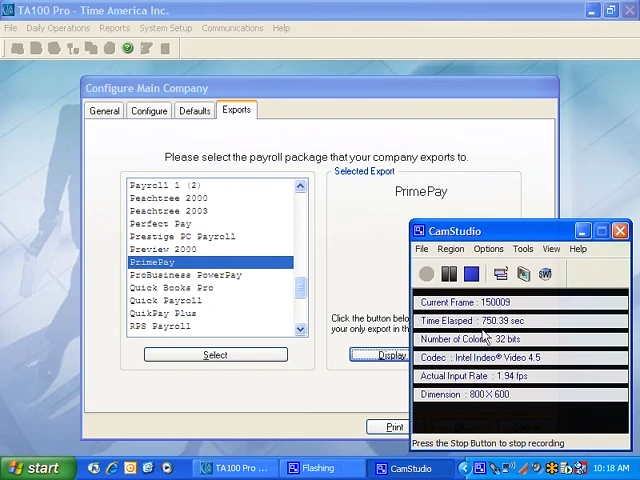 TA100 Pro - Time America Inc.
File Daily Operations Reports System Setup Communications Help
Configure Main Company
General Configure Defaults Exports
Please select the payroll package that your company exports to.
Payroll 1 (2)
Peachtree 2000
Peachtree 2003
Perfect Pay
Prestige PC Payroll
Preview 2000
PrimePay
ProBusiness PowerPay
Quick Books Pro
Quick Payroll
QuikPay Plus
RPS Payroll
Select
Selected Export
PrimePay
Click the button belo
your only export in th
Display
Print
CamStudio
File Region Options Tools View Help
Current Frame : 150009
Time Elasped : 750.39 sec
Number of Colors : 32 bits
Codec : Intel Indeo® Video 4.5
Actual Input Rate : 1.94 fps
Dimension : 800 X 600
Press the Stop Button to stop recording
start
TA100 Pro ...
Flashing
CamStudio
10:18 AM